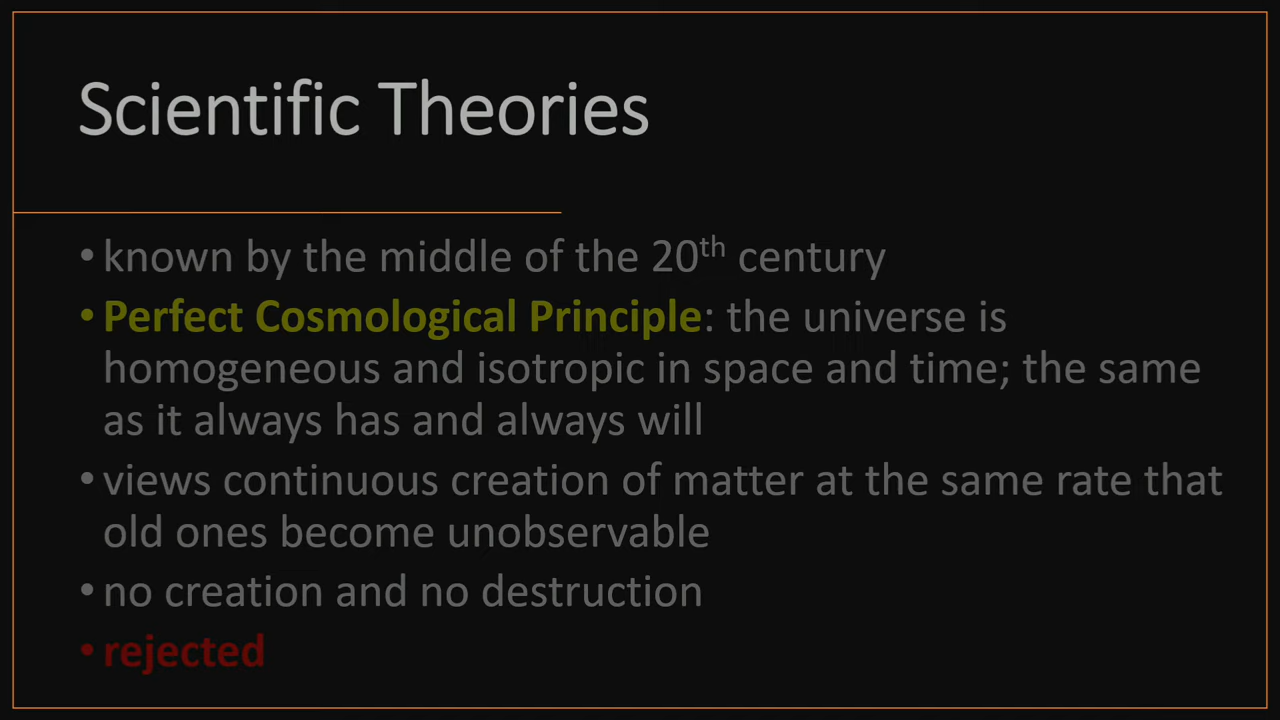 Scientific Theories
• known by the middle of the 20th century
• Perfect Cosmological Principle: the universe is
homogeneous and isotropic in space and time; the same
as it always has and always will
• views continuous creation of matter at the same rate that
old ones become unobservable
• no creation and no destruction
• rejected